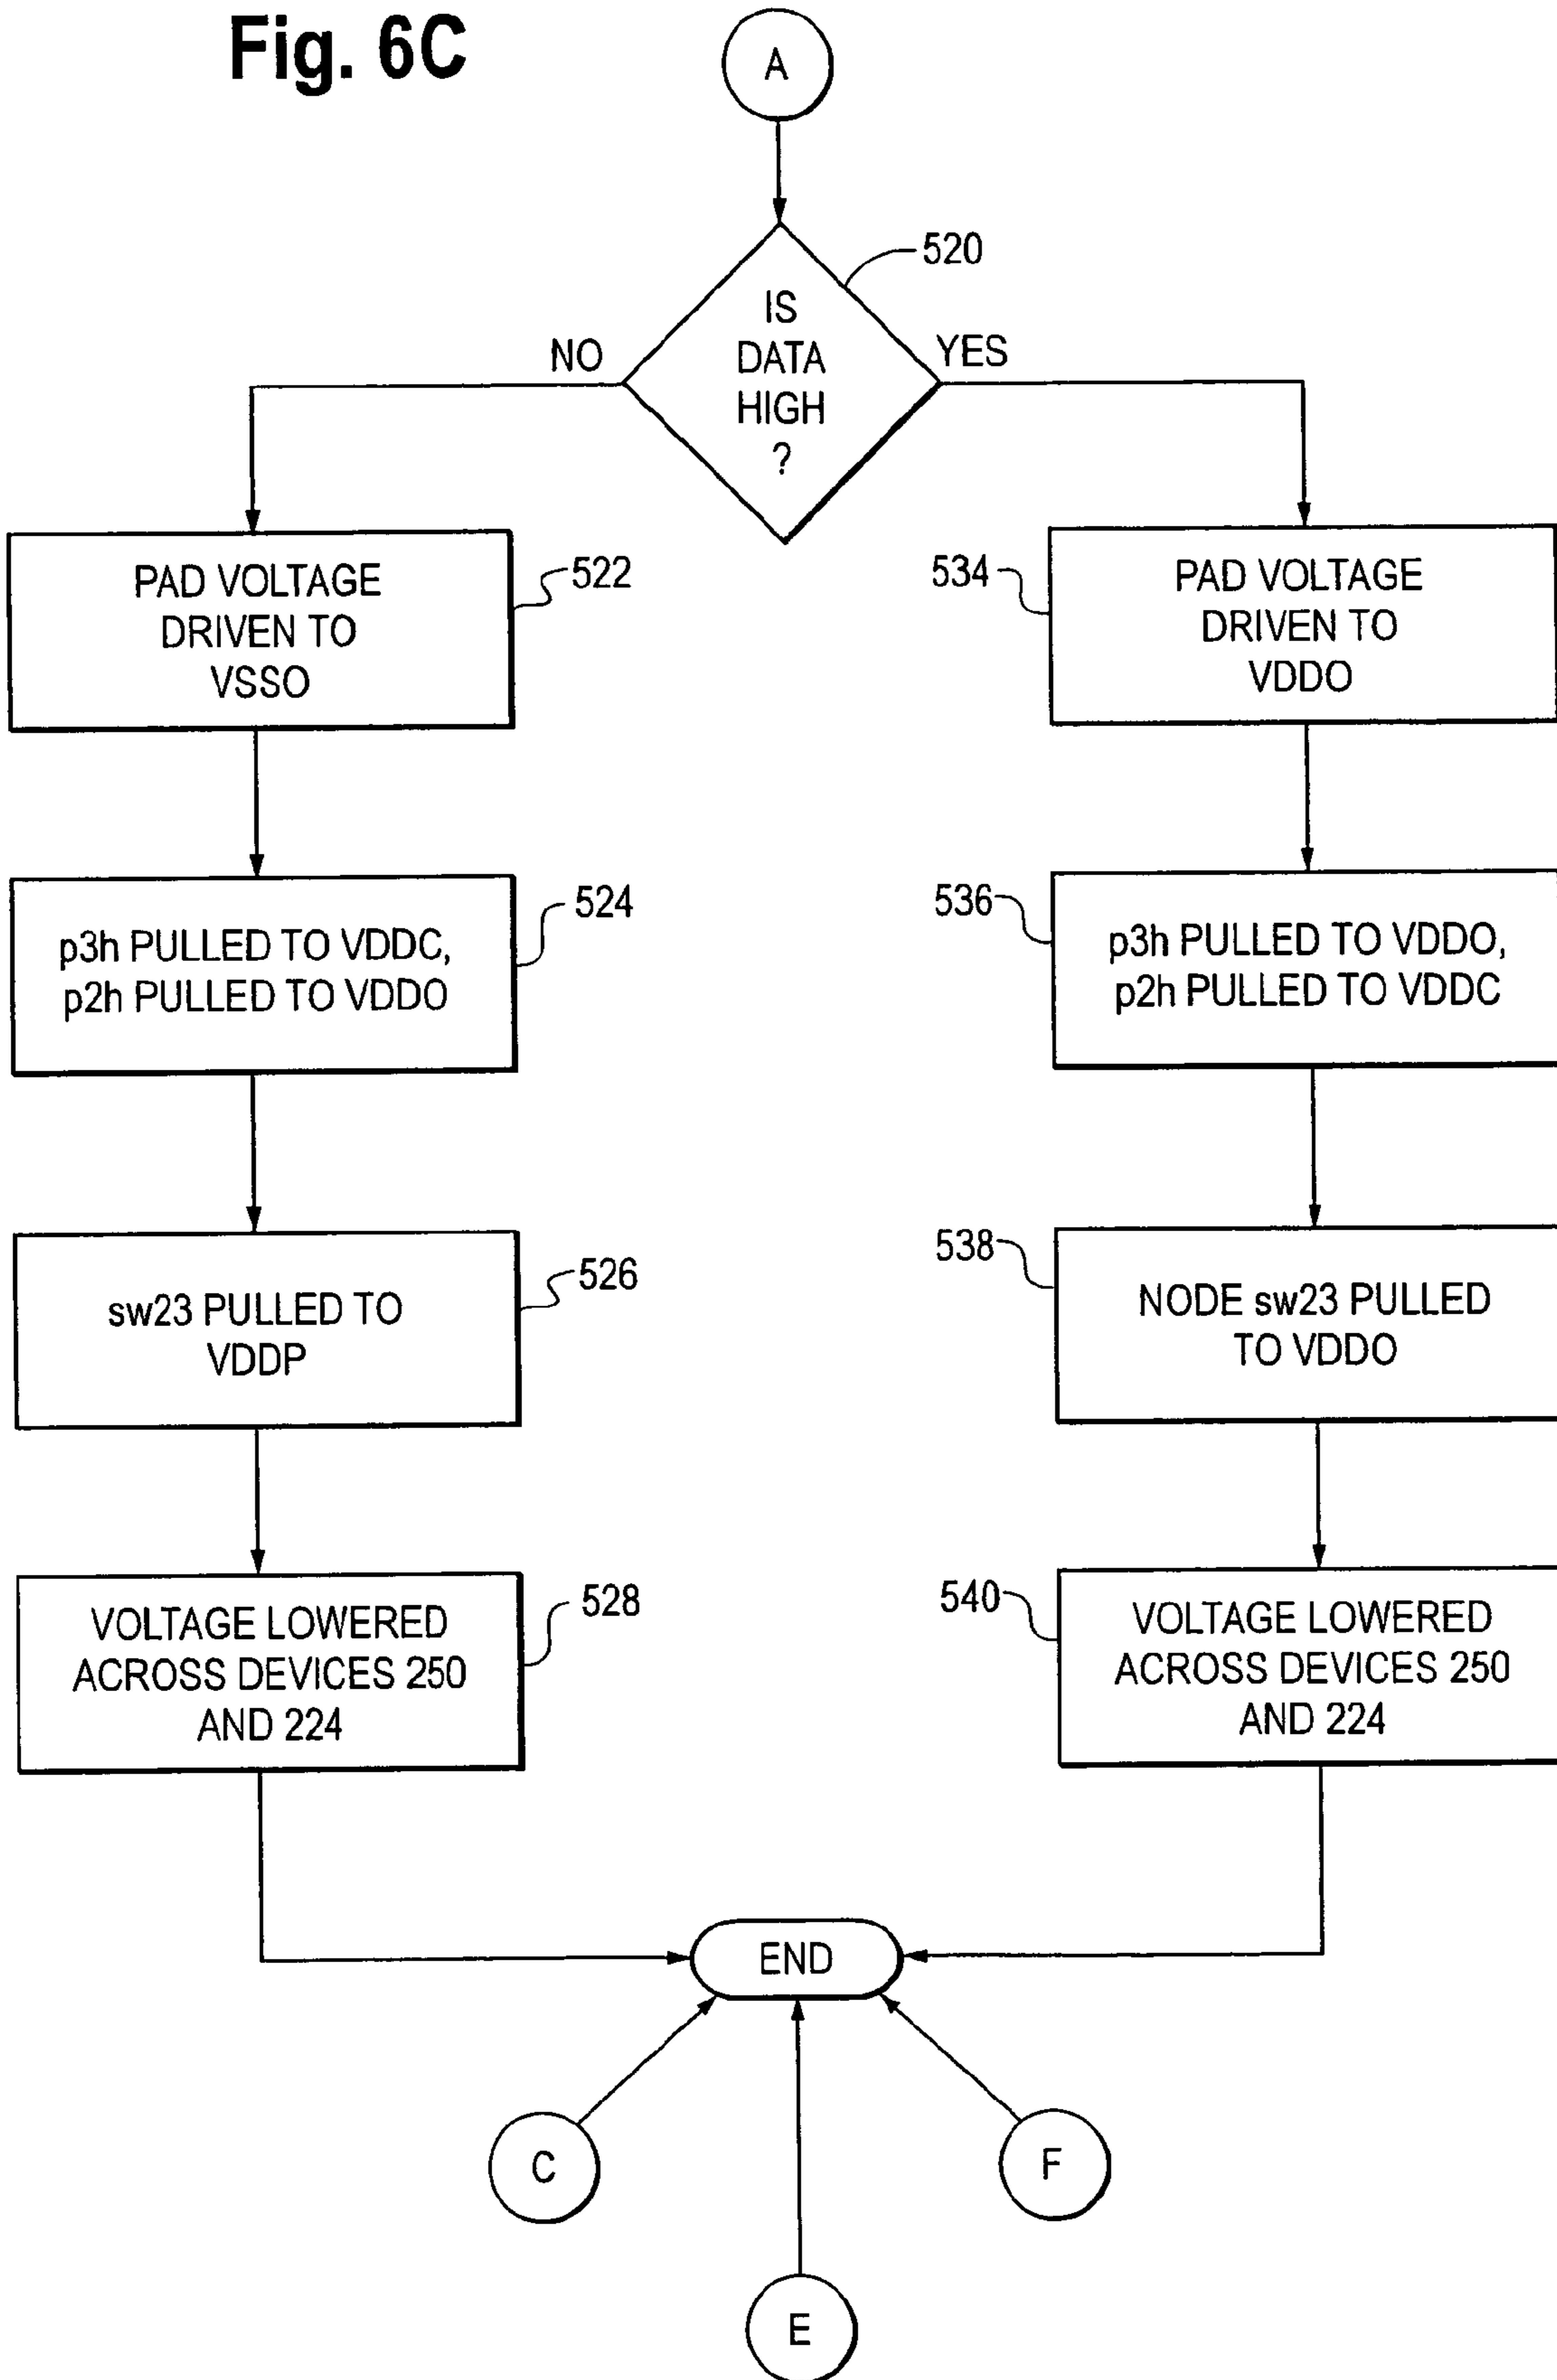 Fig. 6C
A
520
IS
DATA
HIGH
?
NO
YES
PAD VOLTAGE
DRIVEN TO
VSSO
522
534
PAD VOLTAGE
DRIVEN TO
VDDO
p3h PULLED TO VDDC,
p2h PULLED TO VDDO
524
536
p3h PULLED TO VDDO,
p2h PULLED TO VDDC
sw23 PULLED TO
VDDP
526
538
NODE sw23 PULLED
TO VDDO
VOLTAGE LOWERED
ACROSS DEVICES 250
AND 224
528
540
VOLTAGE LOWERED
ACROSS DEVICES 250
AND 224
END
C
F
E